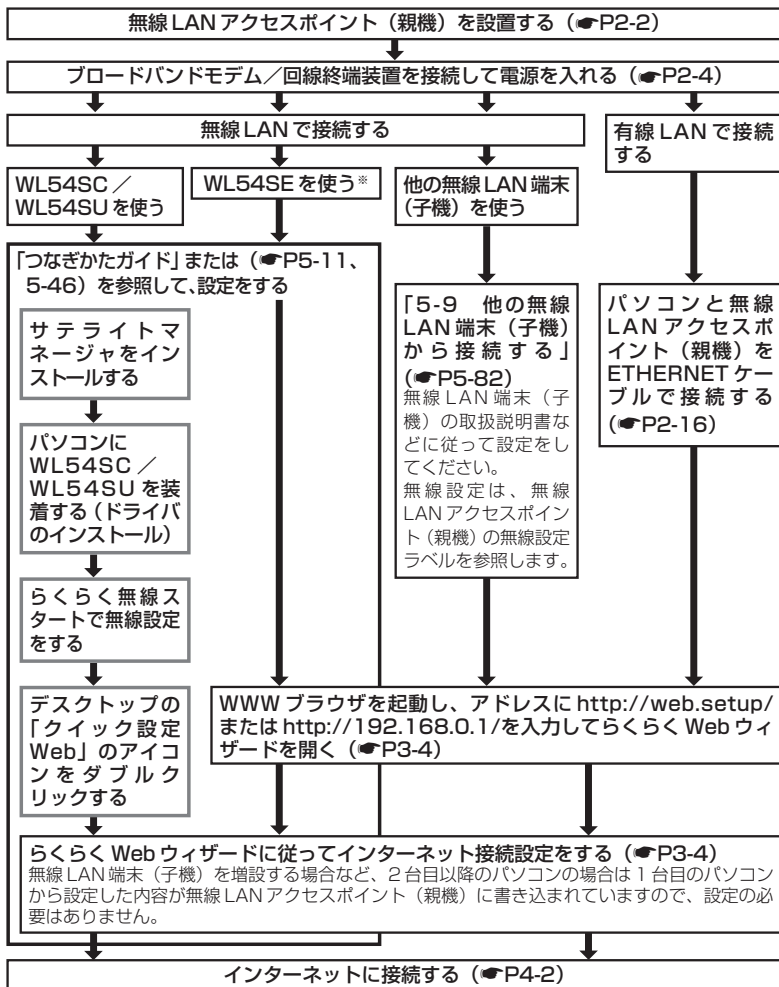 無線LANアクセスポイント（親機）を設置する（☛P2-2）
ブロードバンドモデム／回線終端装置を接続して電源を入れる（☛P2-4）
無線LANで接続する
有線LANで接続
する
WL54SC／
WL54SUを使う
WL54SEを使う※
他の無線LAN端末
（子機）を使う
「つなぎかたガイド」または（☛P5-11、
5-46）を参照して、設定をする
サテライトマ
ネージャをイン
ストールする
パソコンに
WL54SC／
WL54SUを装
着する（ドライバ
のインストール）
らくらく無線ス
タートで無線設定
をする
デスクトップの
「クイック設定
Web」のアイコ
ンをダブルク
リックする
「5-9　他の無線
LAN端末（子機）
から接続する」
（☛P5-82）
無線LAN端末（子
機）の取扱説明書な
どに従って設定をし
てください。
無線設定は、無線
LANアクセスポイン
ト（親機）の無線設定
ラベルを参照します。
パソコンと無線
LANアクセスポ
イント（親機）を
ETHERNETケー
ブルで接続する
（☛P2-16）
WWWブラウザを起動し、アドレスにhttp://web.setup/
またはhttp://192.168.0.1/を入力してらくらくWebウィ
ザードを開く（☛P3-4）
らくらくWebウィザードに従ってインターネット接続設定をする（☛P3-4）
無線LAN端末（子機）を増設する場合など、2台目以降のパソコンの場合は1台目のパソコン
から設定した内容が無線LANアクセスポイント（親機）に書き込まれていますので、設定の必
要はありません。
インターネットに接続する（☛P4-2）